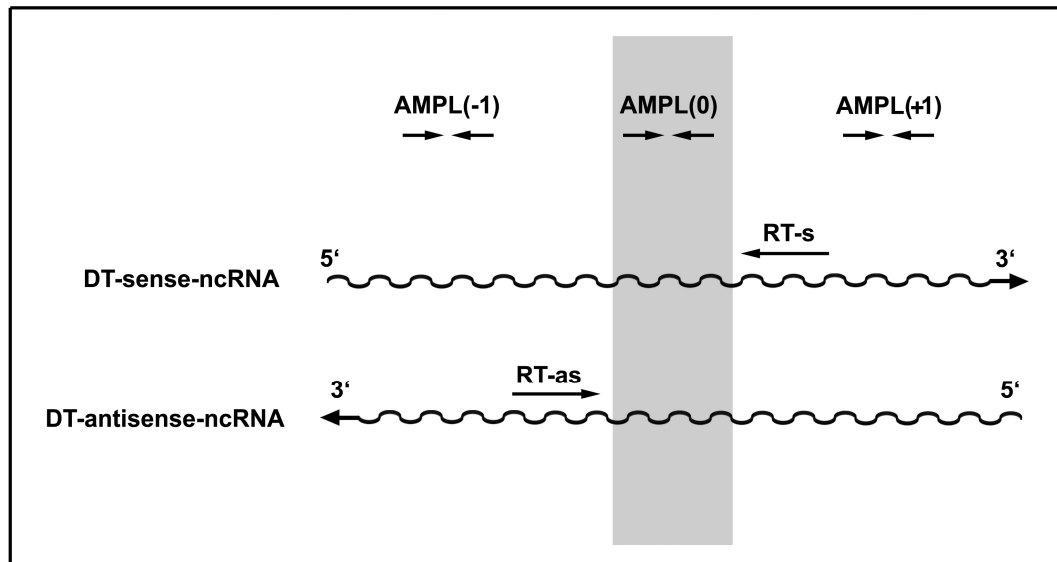 AMPL(-1) AMPL(0) AMPL(+1)
RT-s
5‘ 3‘
DT-sense-ncRNA
RT-as
3‘ 5‘
DT-antisense-ncRNA